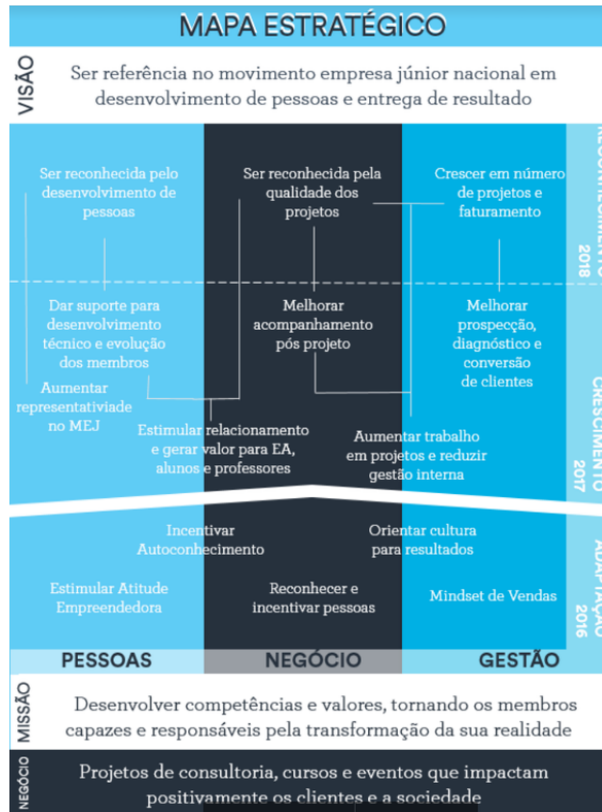 MAPA ESTRATÉGICO
VISÃO
Ser referência no movimento empresa júnior nacional em
desenvolvimento de pessoas e entrega de resultado
RECONHECIMENTO
2018
Ser reconhecida pelo
desenvolvimento de
pessoas
Ser reconhecida pela
qualidade dos
projetos
Crescer em número
de projetos e
faturamento
CRESCIMENTO
2017
Dar suporte para
desenvolvimento
técnico e evolução
dos membros
Melhorar
acompanhamento
pós projeto
Melhorar
prospecção,
diagnóstico e
conversão
de clientes
Aumentar
representativiade
no MEJ
Estimular relacionamento
e gerar valor para EA,
alunos e professores
Aumentar trabalho
em projetos e reduzir
gestão interna
ADAPTAÇÃO
2016
Incentivar
Autoconhecimento
Orientar cultura
para resultados
Estimular Atitude
Empreendedora
Reconhecer e
incentivar pessoas
Mindset de Vendas
PESSOAS
NEGÓCIO
GESTÃO
MISSÃO
Desenvolver competências e valores, tornando os membros
capazes e responsáveis pela transformação da sua realidade
NEGÓCIO
Projetos de consultoria, cursos e eventos que impactam
positivamente os clientes e a sociedade